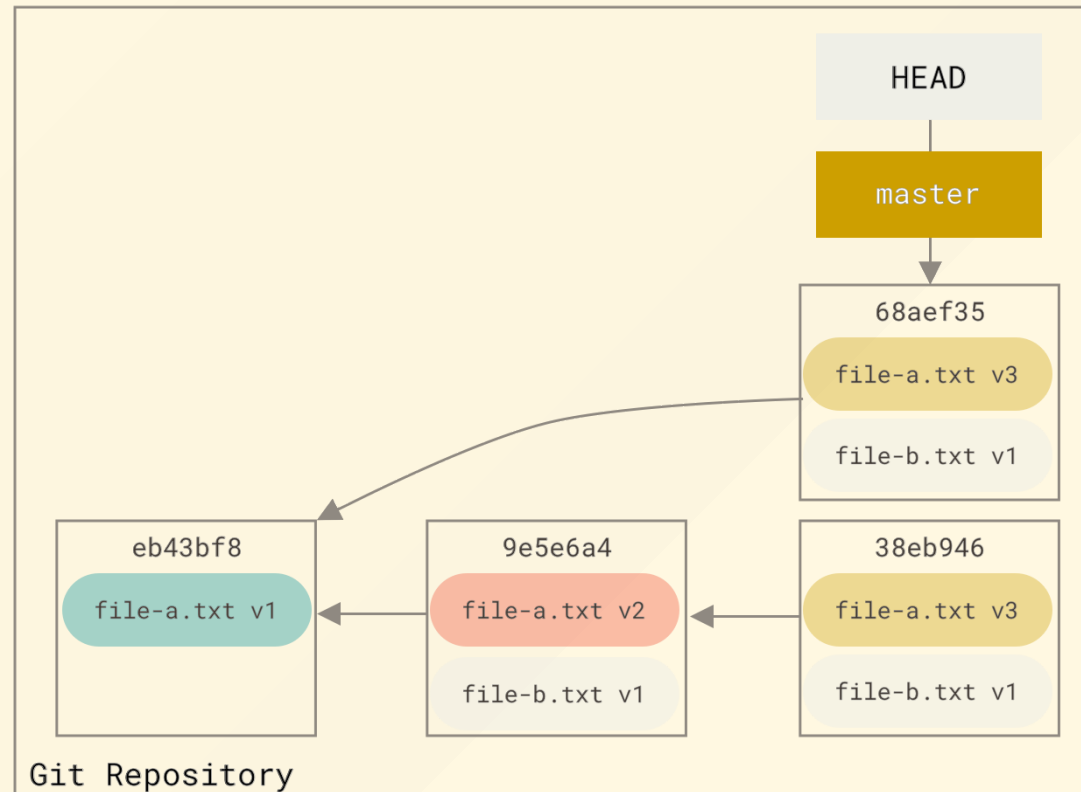 HEAD
master
68aef35
file-a.txt v3
file-b.txt v1
eb43bf8
file-a.txt v1
9e5e6a4
file-a.txt v2
file-b.txt v1
38eb946
file-a.txt v3
file-b.txt v1
Git Repository